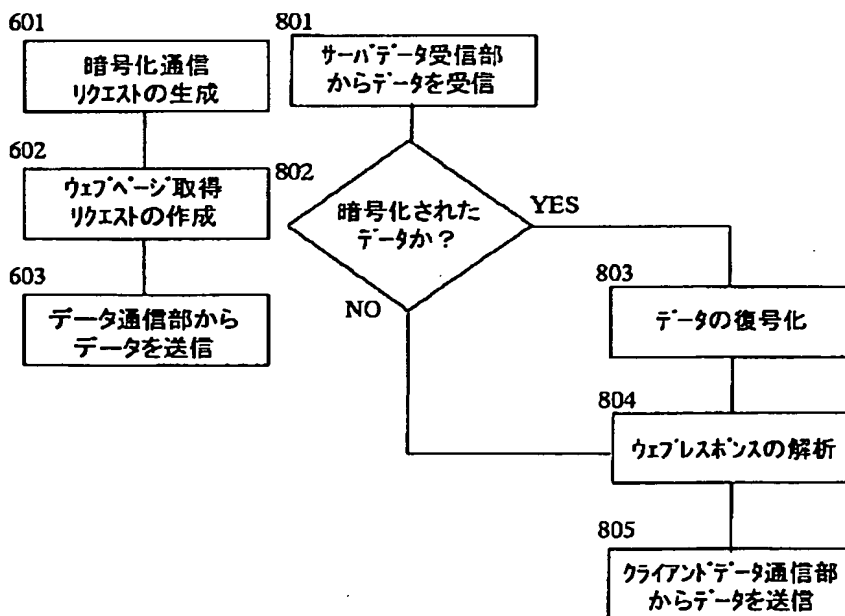 601
暗号化通信
リクエストの生成
602
ウェブページ取得
リクエストの作成
603
データ通信部から
データを送信
801
サーバデータ受信部
からデータを受信
802
暗号化された
データか？
YES
NO
803
データの復号化
804
ウェブレスポンスの解析
805
クライアントデータ通信部
からデータを送信